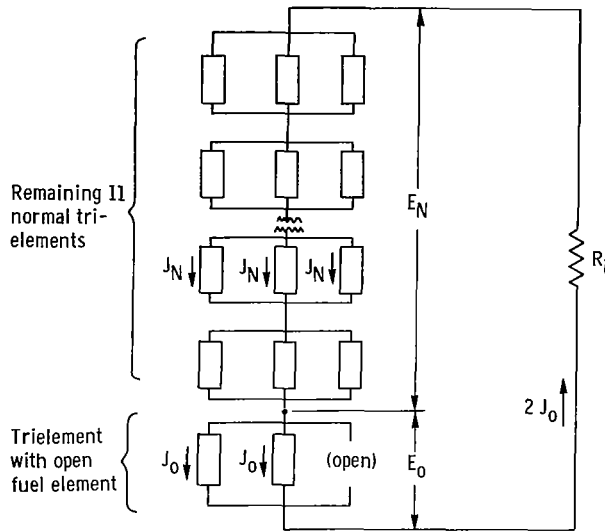 Remaining 11
normal tri-
elements
E_N
J_N J_N J_N
R_ℓ
2 J_o
Trielement
with open
fuel element
J_o J_o (open) E_o